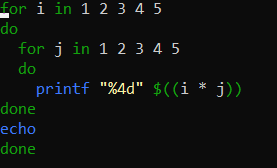 for i in 1 2 3 4 5
do
  for j in 1 2 3 4 5
  do
    printf "%4d" $((i * j))
done
echo
done